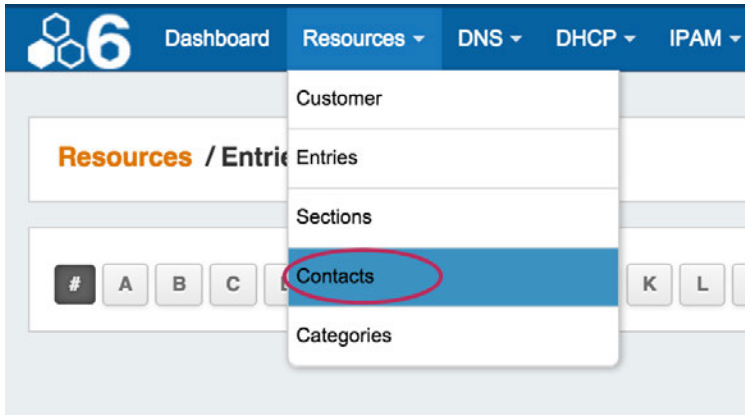 6 Dashboard Resources DNS DHCP IPAM
Customer
Resources / Entrie
Entries
Sections
# A B C Contacts K L
Categories